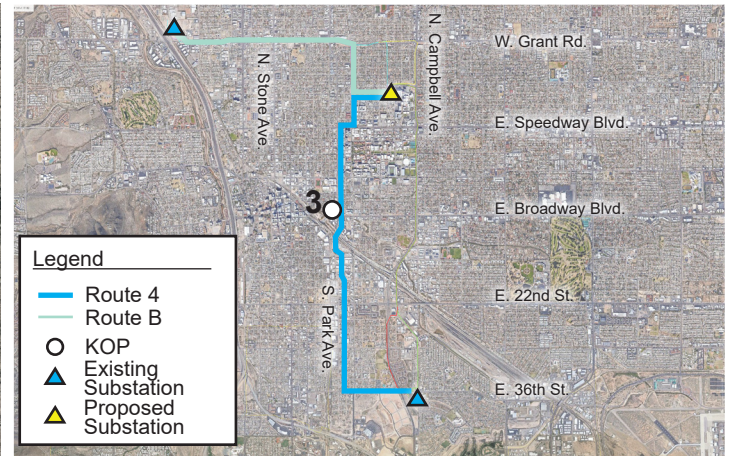 W. Grant Rd.
N. Stone Ave.
N. Campbell Ave.
E. Speedway Blvd.
3
E. Broadway Blvd.
S. Park Ave.
E. 22nd St.
E. 36th St.
Legend
Route 4
Route B
KOP
Existing
Substation
Proposed
Substation